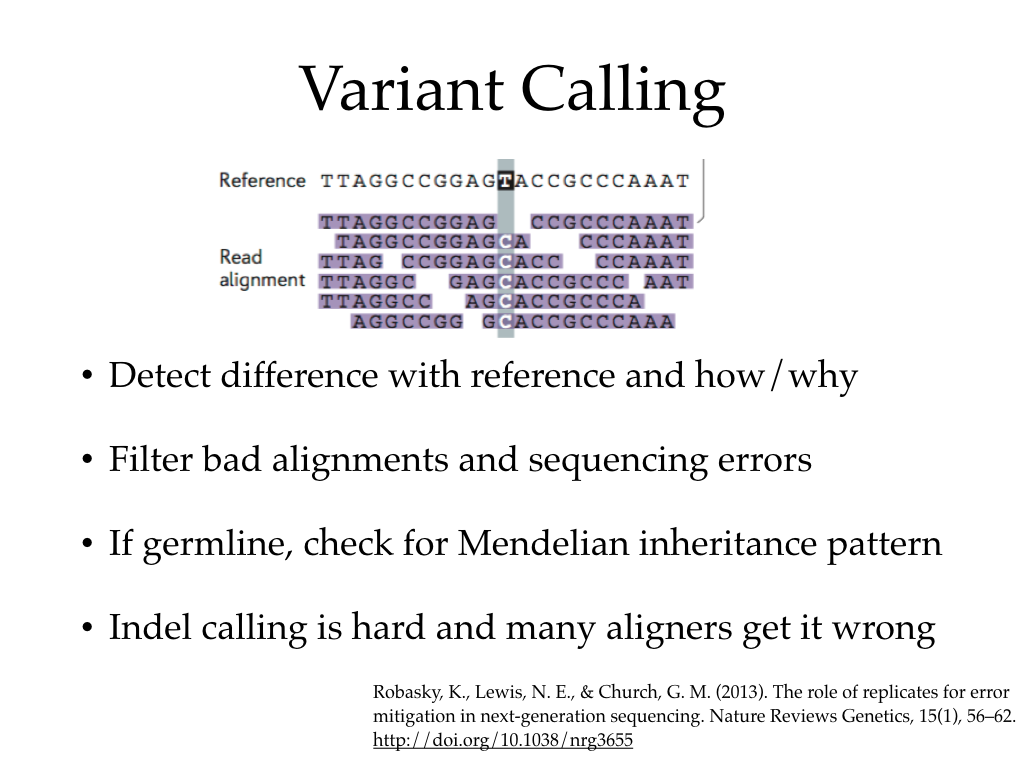 Variant Calling
Reference TTAGGCCGGAGTACCGCCCAAAT
TTAGGCCGGAG CCGCCCAAAT
TAGGCCGGAGCA CCCAAAT
Read
TTAG CCGGAGCACC CCAAAT
alignment
TTAGGC GAGCACCGCCC AAT
TTAGGCC AGCACCGCCCA
AGGCCGG GCACCGCCCAAA
• Detect difference with reference and how/why
• Filter bad alignments and sequencing errors
• If germline, check for Mendelian inheritance pattern
• Indel calling is hard and many aligners get it wrong
Robasky, K., Lewis, N. E., & Church, G. M. (2013). The role of replicates for error
mitigation in next-generation sequencing. Nature Reviews Genetics, 15(1), 56–62.
http://doi.org/10.1038/nrg3655